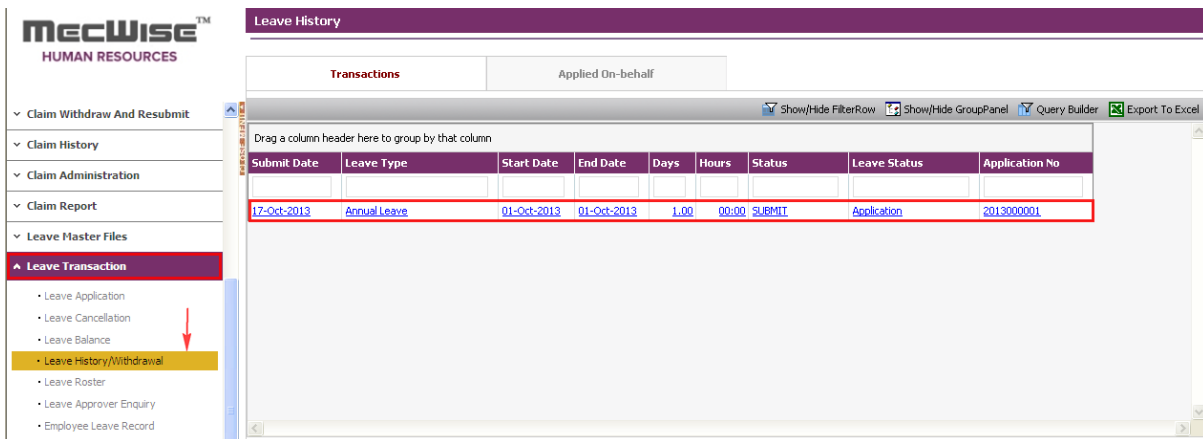 MECWISE™
HUMAN RESOURCES
Claim Withdraw And Resubmit
Claim History
Claim Administration
Claim Report
Leave Master Files
Leave Transaction
• Leave Application
• Leave Cancellation
• Leave Balance
• Leave History/Withdrawal
• Leave Roster
• Leave Approver Enquiry
• Employee Leave Record
Leave History
Transactions Applied On-behalf
Show/Hide FilterRow Show/Hide GroupPanel Query Builder Export To Excel
Drag a column header here to group by that column
Submit Date Leave Type Start Date End Date Days Hours Status Leave Status Application No
17-Oct-2013 Annual Leave 01-Oct-2013 01-Oct-2013 1.00 00:00 SUBMIT Application 2013000001